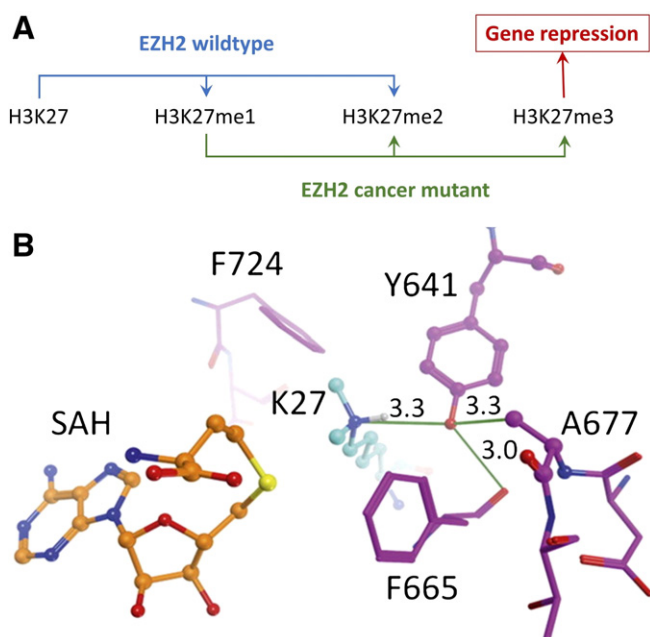 A
EZH2 wildtype
Gene repression
H3K27 H3K27me1 H3K27me2 H3K27me3
EZH2 cancer mutant
B
F724
Y641
K27
3.3
3.3
SAH
A677
3.0
F665